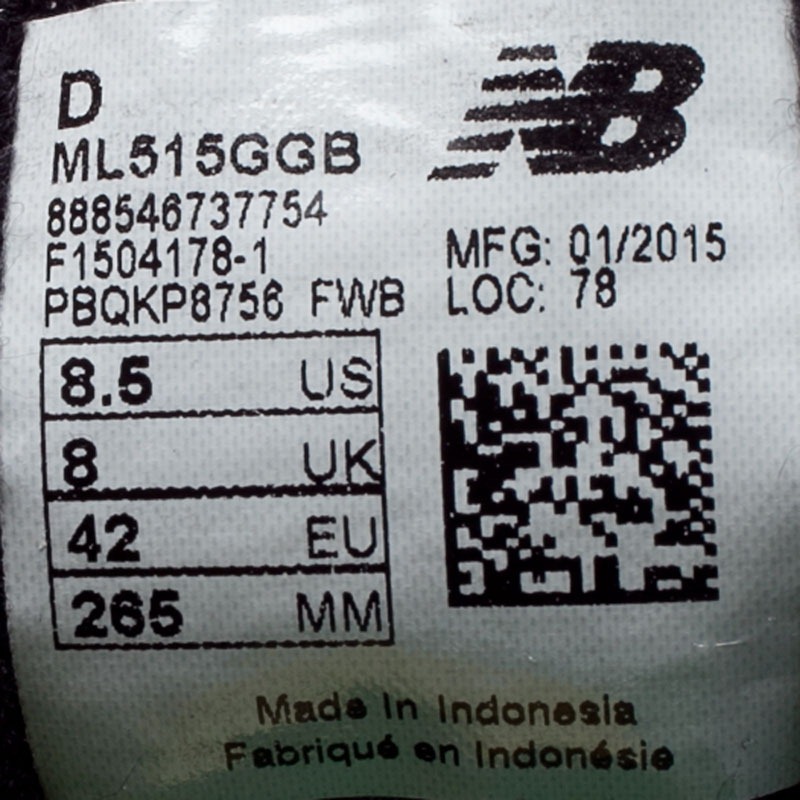 D
ML515GGB
888546737754
F1504178-1
PBQKP8756 FWB
NB
MFG: 01/2015
LOC: 78
8.5 US
8 UK
42 EU
265 MM
Made in Indonesia
Fabriqué en Indonésie